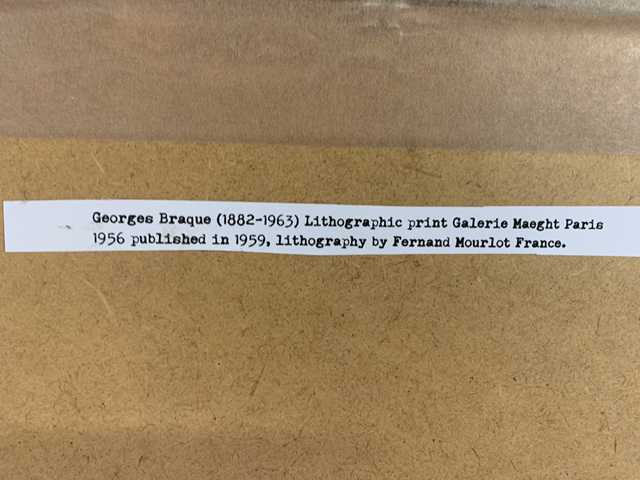 Georges Braque (1882-1963) Lithographic print Galerie Maeght Paris
1956 published in 1959, lithography by Fernand Mourlot France.